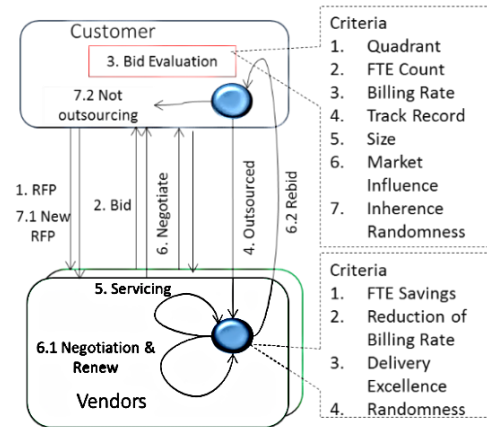 Customer
3. Bid Evaluation
7.2 Not
outsourcing
1. RFP
7.1 New
RFP
2. Bid
6. Negotiate
4. Outsourced
6.2 Rebid
5. Servicing
6.1 Negotiation &
Renew
Vendors
Criteria
1. Quadrant
2. FTE Count
3. Billing Rate
4. Track Record
5. Size
6. Market
Influence
7. Inherence
Randomness
Criteria
1. FTE Savings
2. Reduction of
Billing Rate
3. Delivery
Excellence
4. Randomness